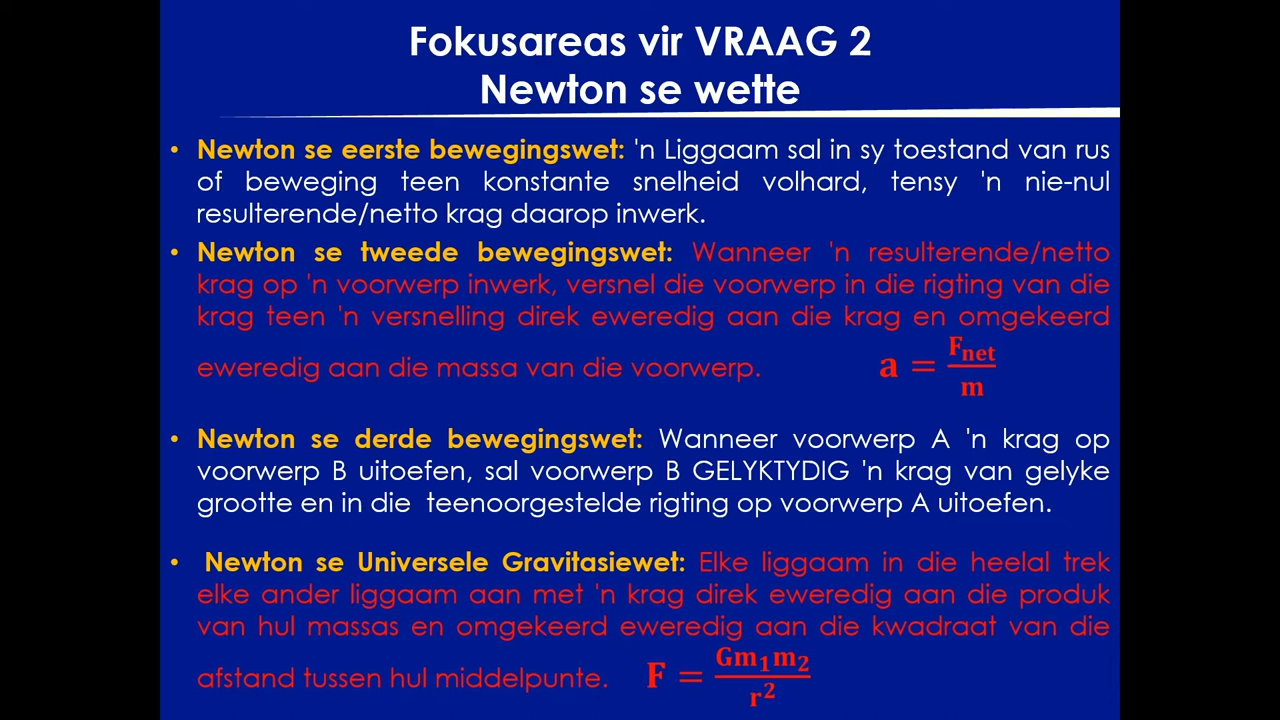 Fokusareas vir VRAAG 2
Newton se wette
• Newton se eerste bewegingswet: 'n Liggaam sal in sy toestand van rus
of beweging teen konstante snelheid volhard, tensy 'n nie-nul
resulterende/netto krag daarop inwerk.
• Newton se tweede bewegingswet: Wanneer 'n resulterende/netto
krag op 'n voorwerp inwerk, versnel die voorwerp in die rigting van die
krag teen 'n versnelling direk eweredig aan die krag en omgekeerd
eweredig aan die massa van die voorwerp. a = F_net/m
• Newton se derde bewegingswet: Wanneer voorwerp A 'n krag op
voorwerp B uitoefen, sal voorwerp B GELYKTYDIG 'n krag van gelyke
grootte en in die teenoorgestelde rigting op voorwerp A uitoefen.
• Newton se Universele Gravitasiewet: Elke liggaam in die heelal trek
elke ander liggaam aan met 'n krag direk eweredig aan die produk
van hul massas en omgekeerd eweredig aan die kwadraat van die
afstand tussen hul middelpunte. F = Gm₁m₂/r²